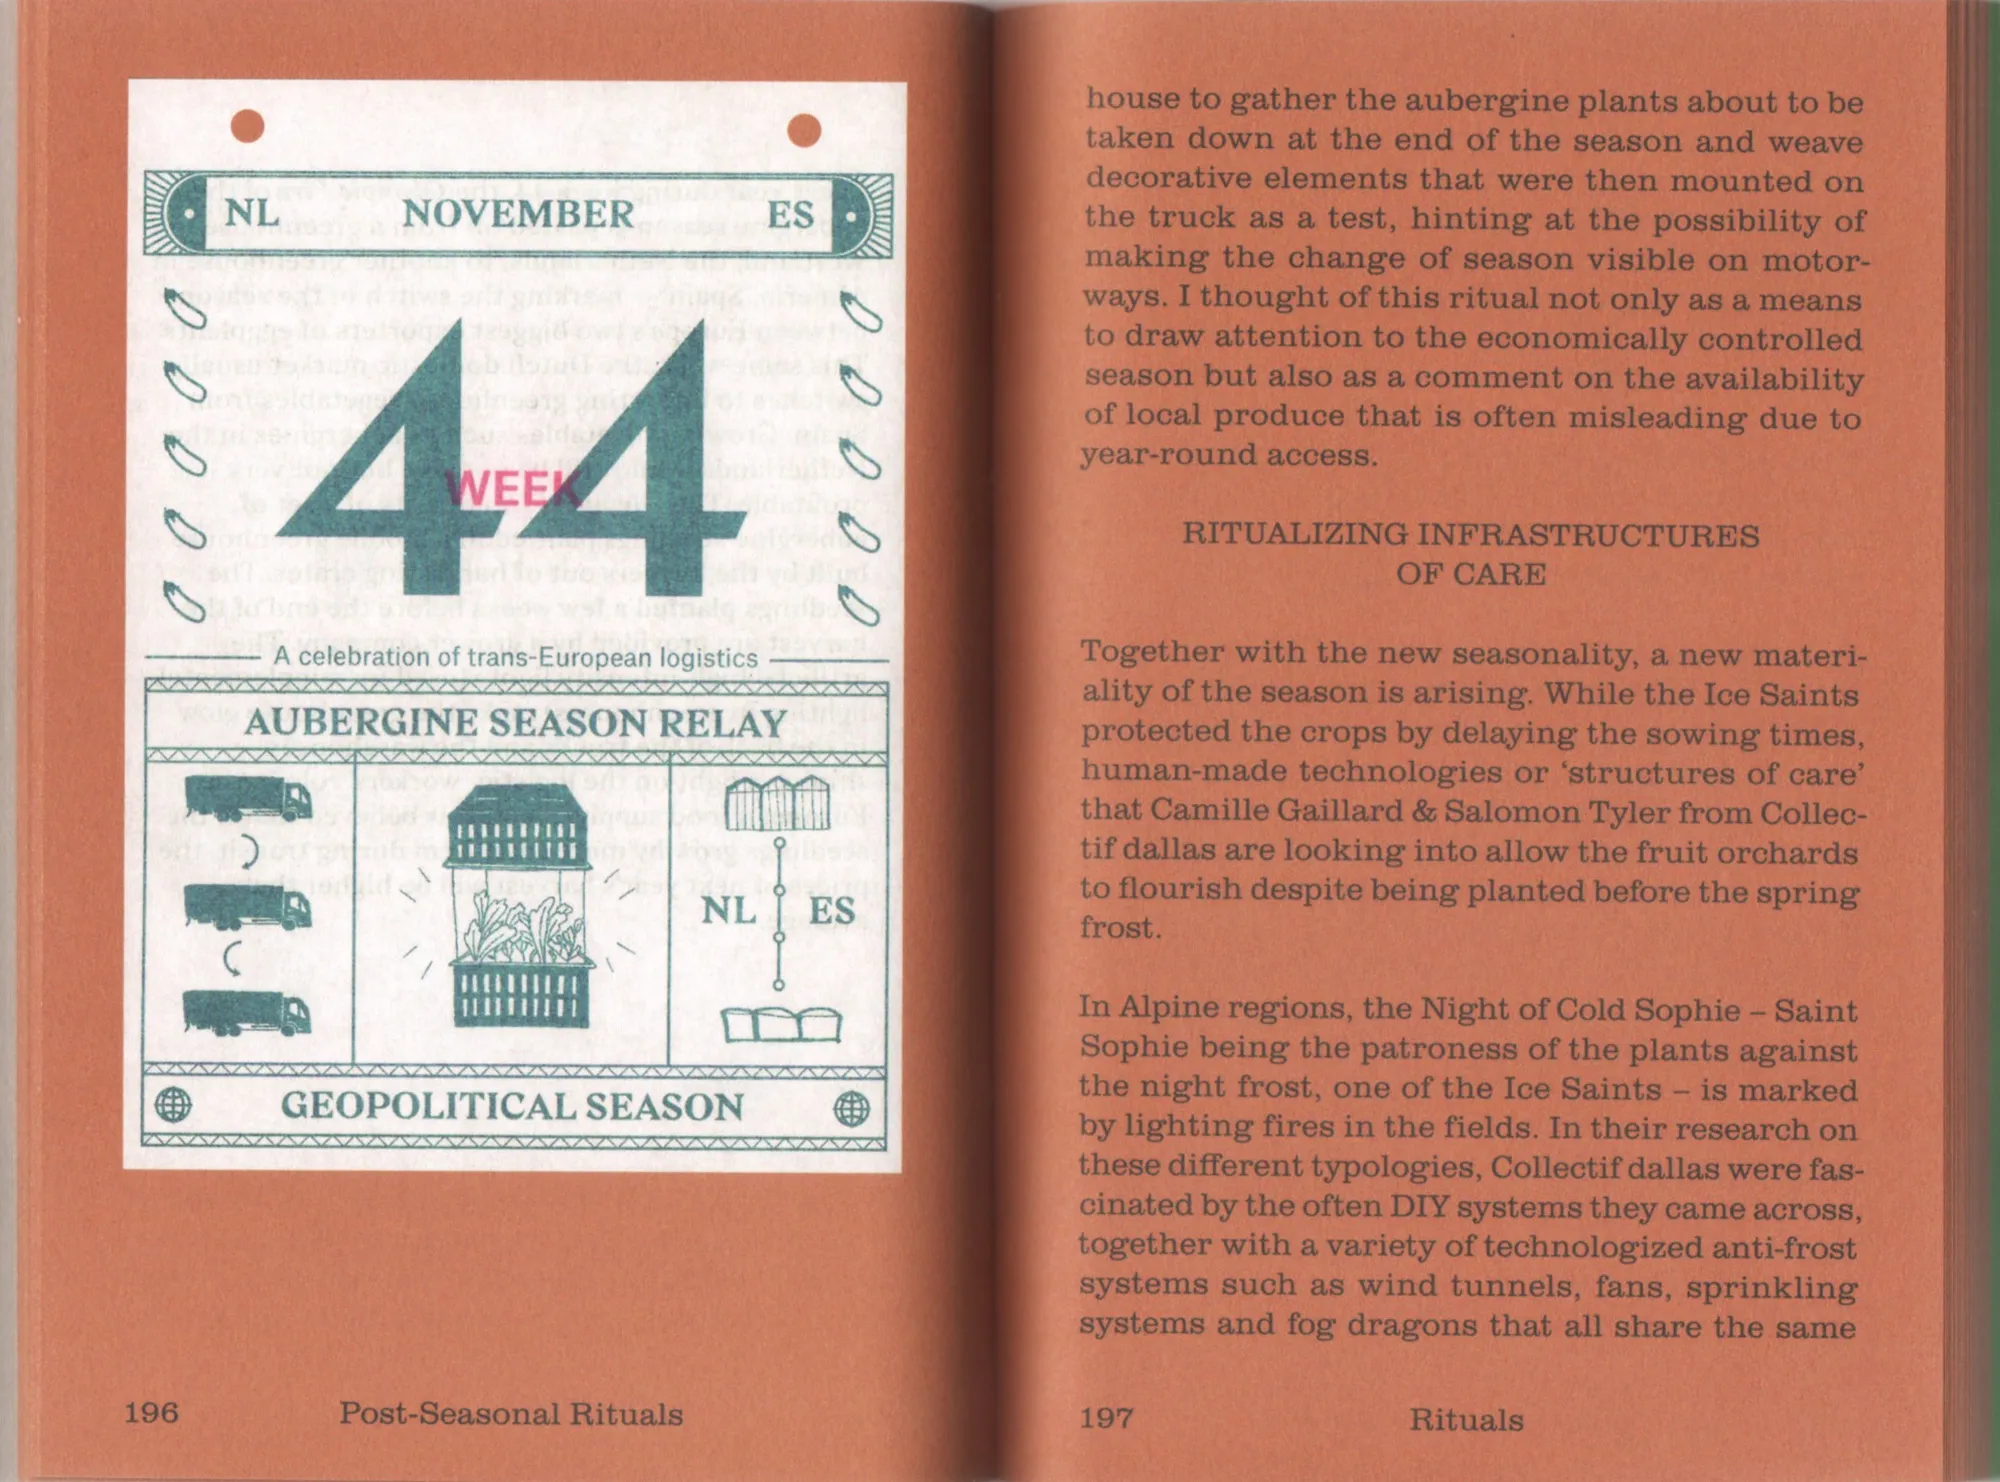 NL NOVEMBER ES
44
WEEK
A celebration of trans-European logistics
AUBERGINE SEASON RELAY
NL ES
GEOPOLITICAL SEASON
196 Post-Seasonal Rituals
house to gather the aubergine plants about to be
taken down at the end of the season and weave
decorative elements that were then mounted on
the truck as a test, hinting at the possibility of
making the change of season visible on motor-
ways. I thought of this ritual not only as a means
to draw attention to the economically controlled
season but also as a comment on the availability
of local produce that is often misleading due to
year-round access.
RITUALIZING INFRASTRUCTURES
OF CARE
Together with the new seasonality, a new materi-
ality of the season is arising. While the Ice Saints
protected the crops by delaying the sowing times,
human-made technologies or ‘structures of care’
that Camille Gaillard & Salomon Tyler from Collec-
tif dallas are looking into allow the fruit orchards
to flourish despite being planted before the spring
frost.
In Alpine regions, the Night of Cold Sophie – Saint
Sophie being the patroness of the plants against
the night frost, one of the Ice Saints – is marked
by lighting fires in the fields. In their research on
these different typologies, Collectif dallas were fas-
cinated by the often DIY systems they came across,
together with a variety of technologized anti-frost
systems such as wind tunnels, fans, sprinkling
systems and fog dragons that all share the same
197 Rituals